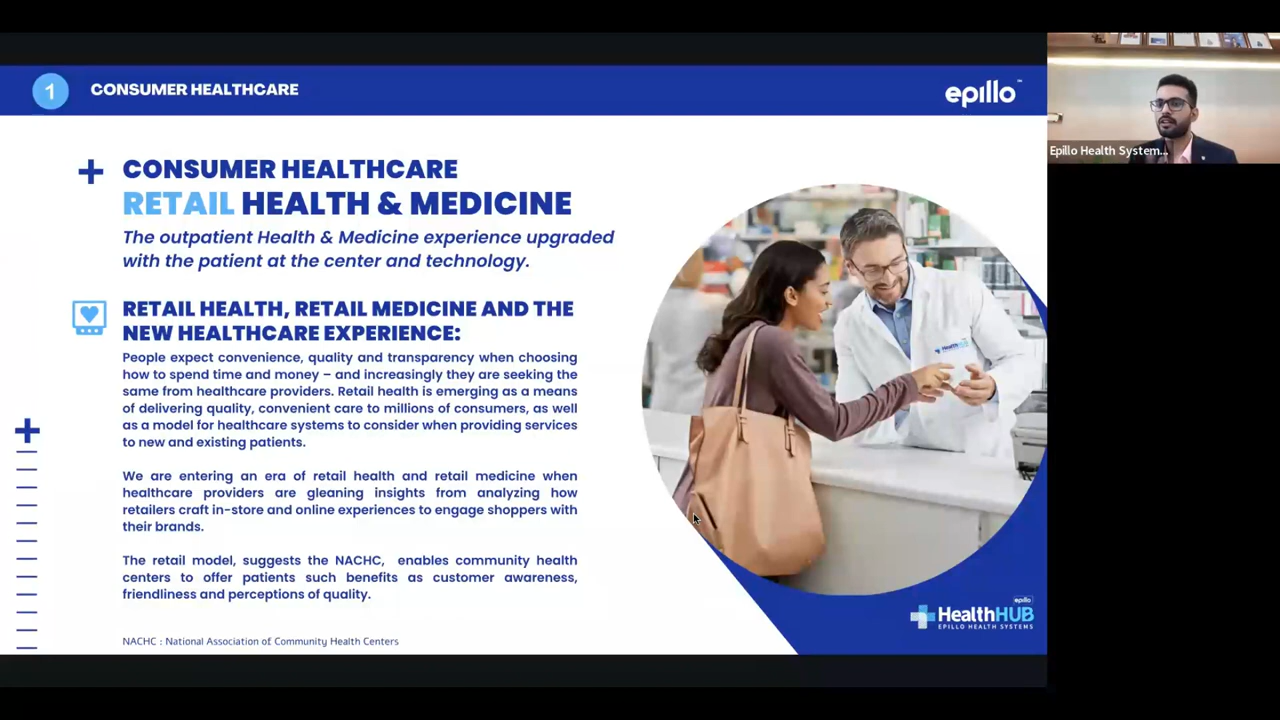 1
CONSUMER HEALTHCARE
epillo
CONSUMER HEALTHCARE
RETAIL HEALTH & MEDICINE
The outpatient Health & Medicine experience upgraded
with the patient at the center and technology.
RETAIL HEALTH, RETAIL MEDICINE AND THE
NEW HEALTHCARE EXPERIENCE:
People expect convenience, quality and transparency when choosing
how to spend time and money – and increasingly they are seeking the
same from healthcare providers. Retail health is emerging as a means
of delivering quality, convenient care to millions of consumers, as well
as a model for healthcare systems to consider when providing services
to new and existing patients.
We are entering an era of retail health and retail medicine when
healthcare providers are gleaning insights from analyzing how
retailers craft in-store and online experiences to engage shoppers with
their brands.
The retail model, suggests the NACHC, enables community health
centers to offer patients such benefits as customer awareness,
friendliness and perceptions of quality.
NACHC : National Association of Community Health Centers
epillo
HealthHUB
EPILLO HEALTH SYSTEMS
HealthHUB
Epillo Health System...